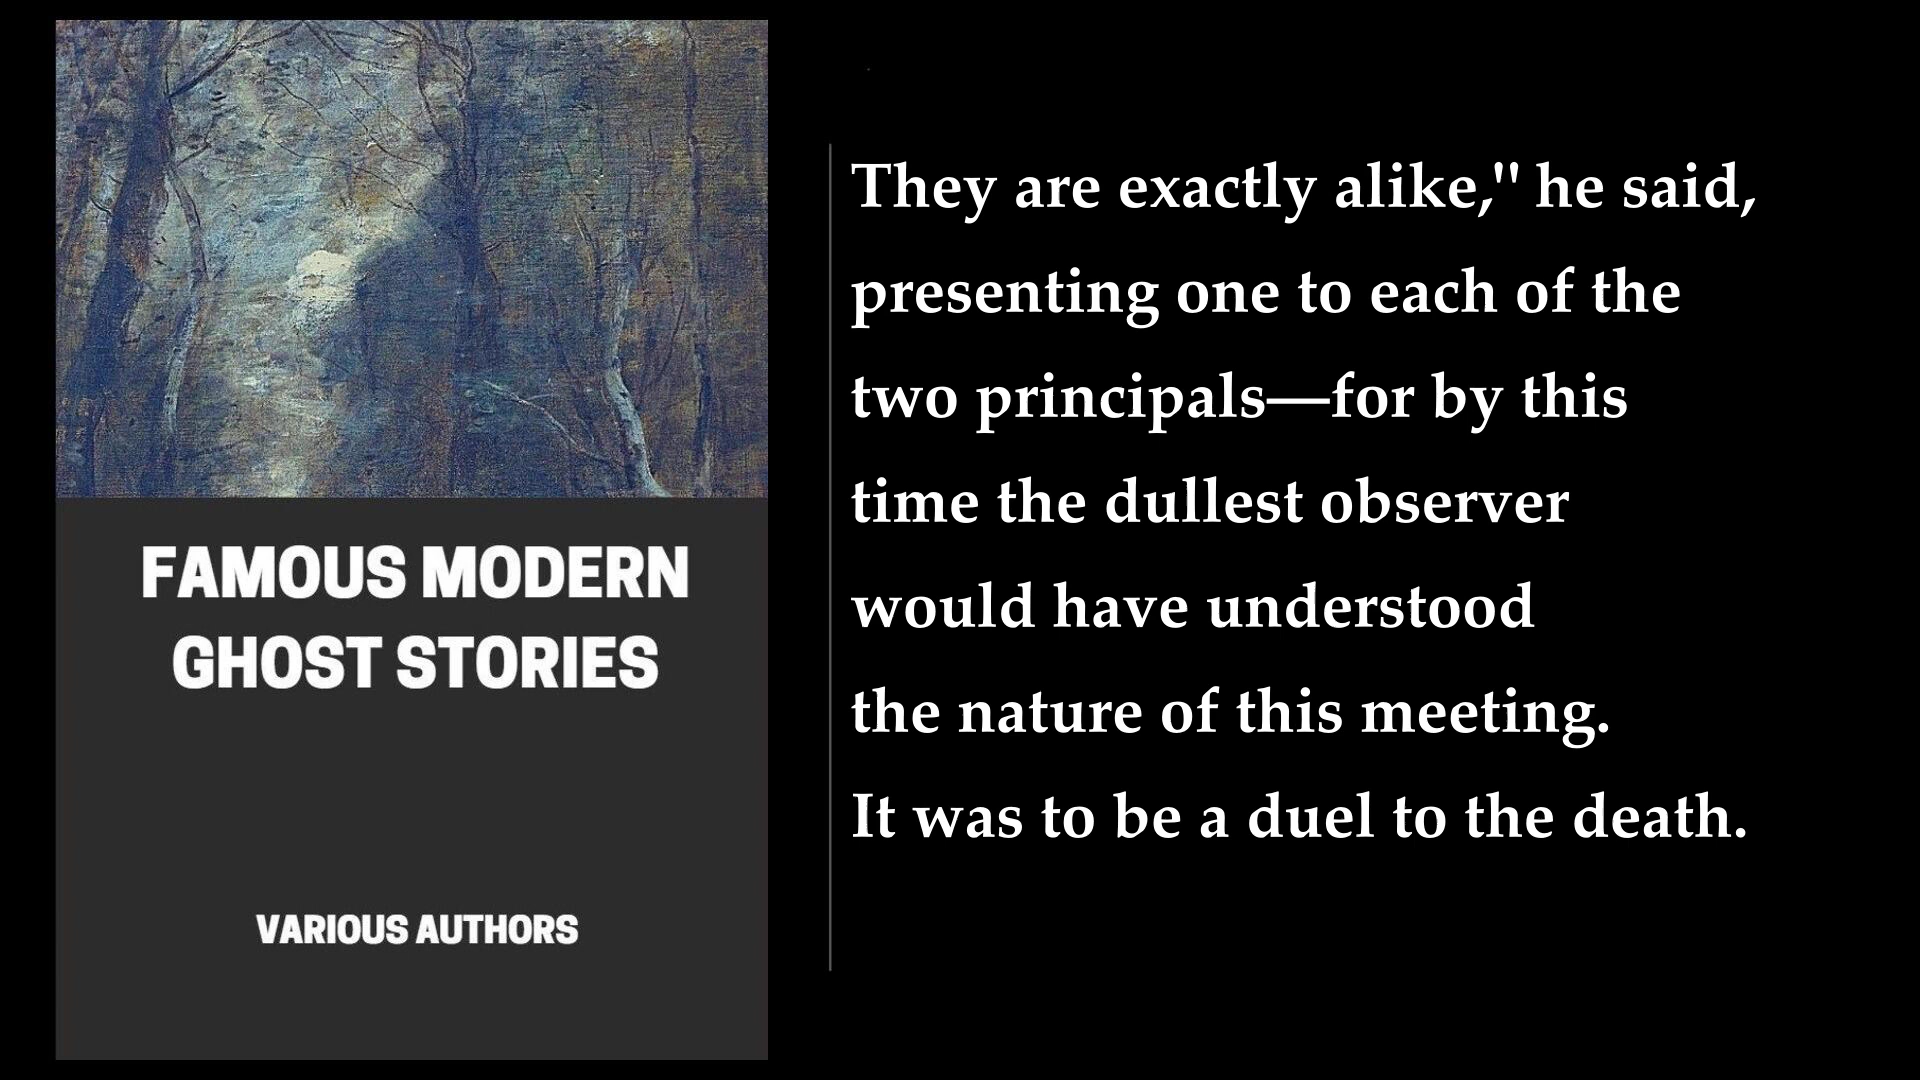 FAMOUS MODERN
GHOST STORIES
VARIOUS AUTHORS
They are exactly alike," he said,
presenting one to each of the
two principals—for by this
time the dullest observer
would have understood
the nature of this meeting.
It was to be a duel to the death.